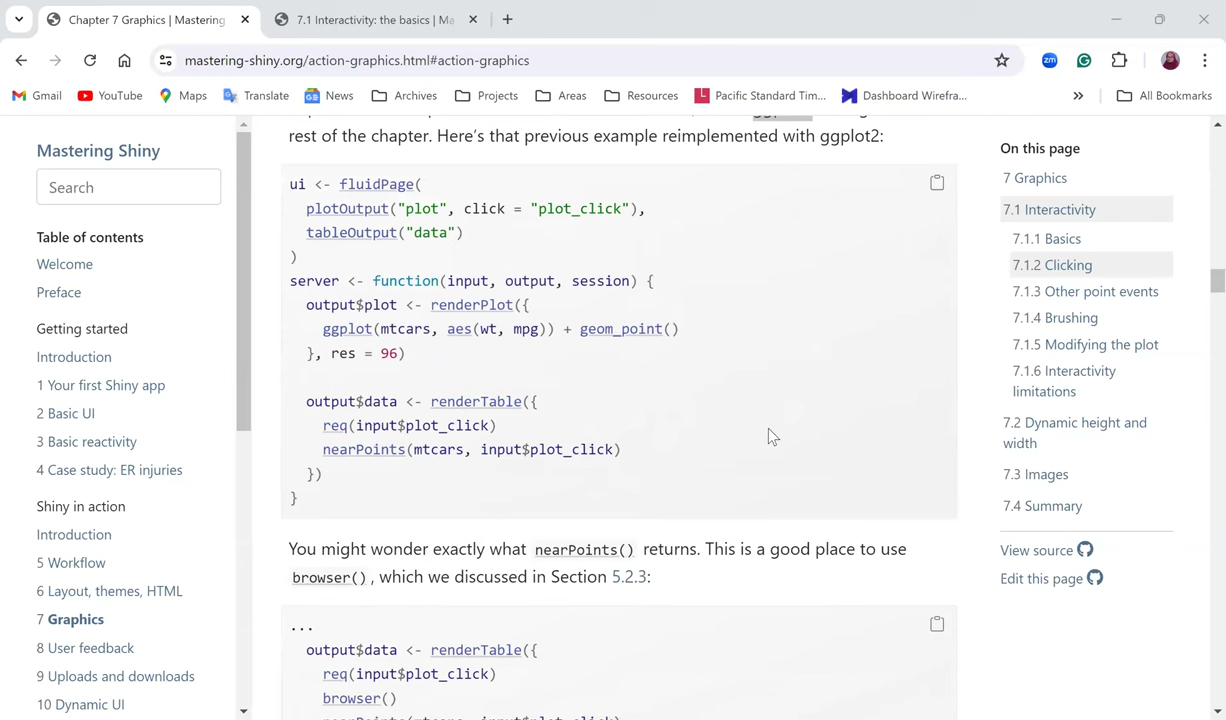 Chapter 7 Graphics | Mastering
7.1 Interactivity: the basics | Ma
mastering-shiny.org/action-graphics.html#action-graphics
zm
Gmail
YouTube
Maps
Translate
News
Archives
Projects
Areas
Resources
Pacific Standard Tim...
Dashboard Wirefra...
All Bookmarks
Mastering Shiny
Search
Table of contents
Welcome
Preface
Getting started
Introduction
1 Your first Shiny app
2 Basic UI
3 Basic reactivity
4 Case study: ER injuries
Shiny in action
Introduction
5 Workflow
6 Layout, themes, HTML
7 Graphics
8 User feedback
9 Uploads and downloads
10 Dynamic UI
rest of the chapter. Here's that previous example reimplemented with ggplot2:
ui <- fluidPage(
plotOutput("plot", click = "plot_click"),
tableOutput("data")
)
server <- function(input, output, session) {
output$plot <- renderPlot({
ggplot(mtcars, aes(wt, mpg)) + geom_point()
}, res = 96)
output$data <- renderTable({
req(input$plot_click)
nearPoints(mtcars, input$plot_click)
})
}
You might wonder exactly what nearPoints() returns. This is a good place to use
browser(), which we discussed in Section 5.2.3:
...
output$data <- renderTable({
req(input$plot_click)
browser()
On this page
7 Graphics
7.1 Interactivity
7.1.1 Basics
7.1.2 Clicking
7.1.3 Other point events
7.1.4 Brushing
7.1.5 Modifying the plot
7.1.6 Interactivity
limitations
7.2 Dynamic height and
width
7.3 Images
7.4 Summary
View source
Edit this page